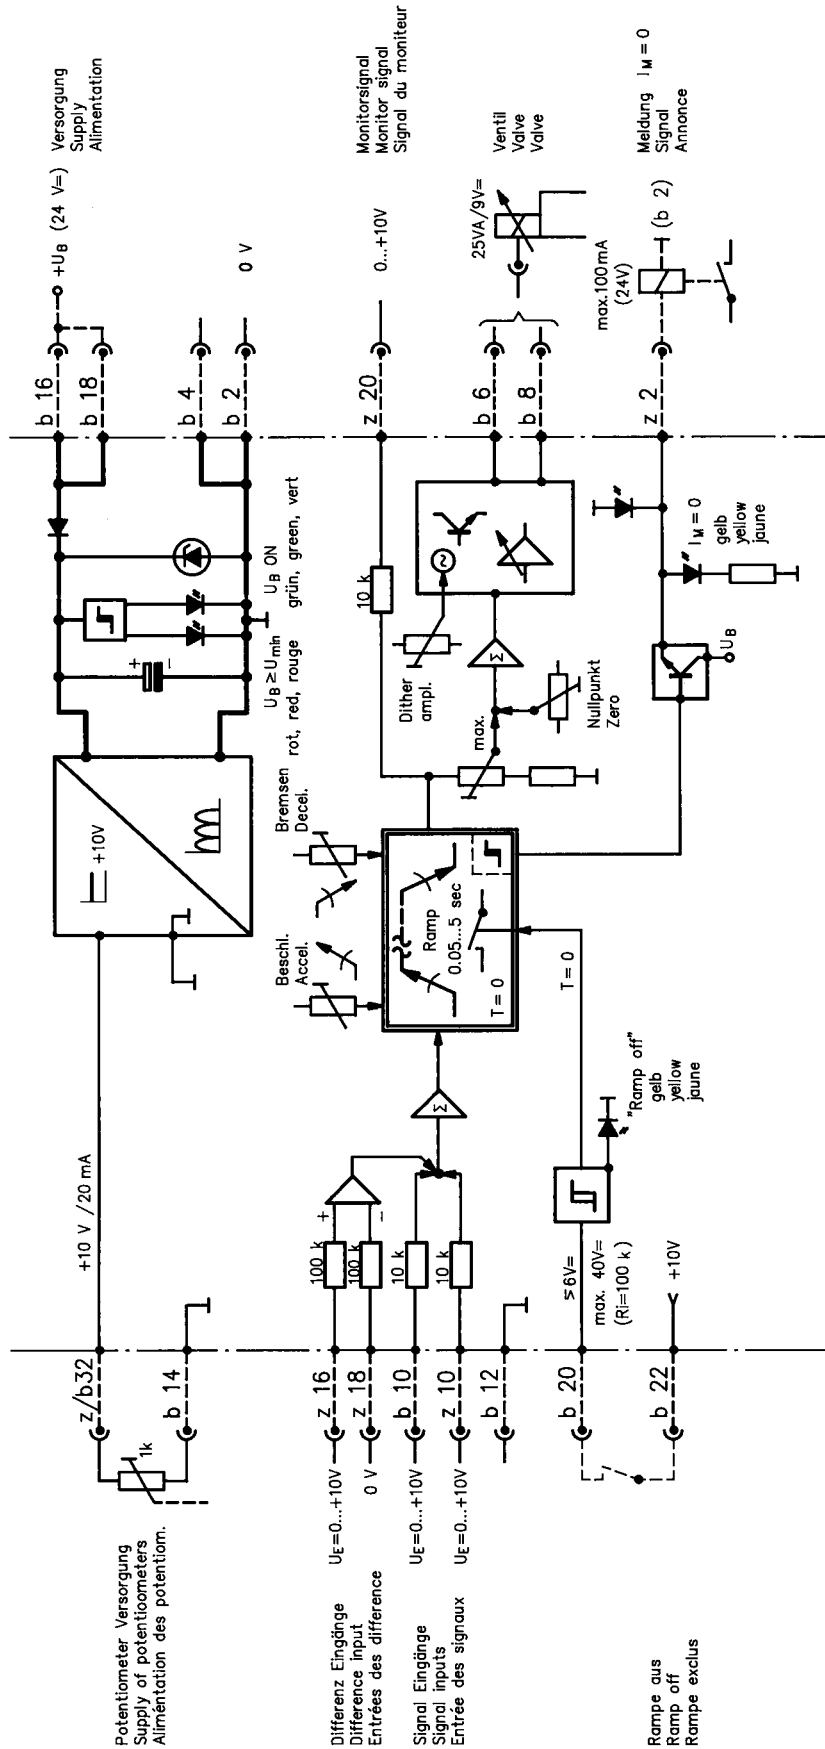 Potentiometer Versorgung
Supply of potentioometers
Alimèntation des potentiom.
1k
z/b32
b 14
+10 V /20 mA
+10V
+
–
U_B ≥ U_min
rot, red, rouge
U_B ON
grün, green, vert
b 16
b 18
b 4
b 2
+U_B (24 V=)
0 V
Versorgung
Supply
Alimentation
Differenz Eingänge
Difference input
Entrées des difference
U_E=0...+10V
0 V
z 16
z 18
100 k
100 k
+
–
Signal Eingänge
Signal inputs
Entrée des signaux
U_E=0...+10V
U_E=0...+10V
b 10
z 10
b 12
10 k
10 k
Σ
Beschl.
Accel.
Bremsen
Decel.
Ramp
0.05...5 sec
T = 0
10 k
z 20
0...+10V
Monitorsignal
Monitor signal
Signal du moniteur
Dither
ampl.
max.
Σ
Nullpunkt
Zero
~
b 6
b 8
25VA/9V=
Ventil
Valve
Valve
Rampe aus
Ramp off
Rampe exclus
b 20
b 22
≶6V=
max. 40V=
(Ri=100 k)
+10V
"Ramp off"
gelb
yellow
jaune
T = 0
U_B
I_M = 0
gelb
yellow
jaune
z 2
max.100mA
(24V)
(b 2)
Meldung I_M = 0
Signal
Annonce